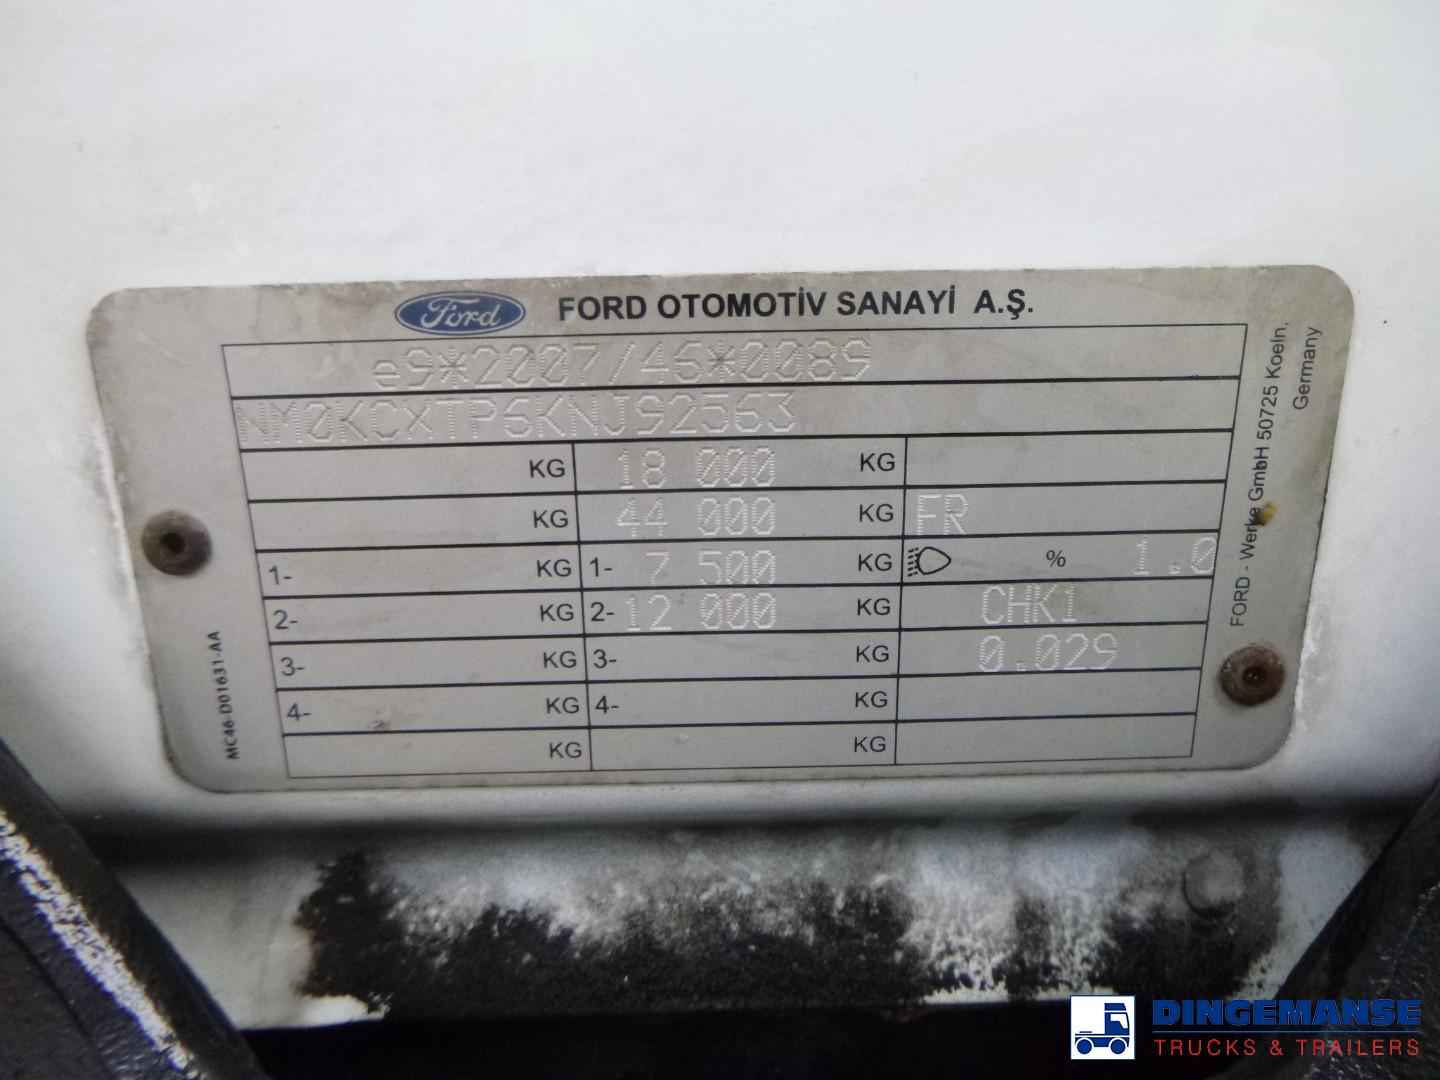 Ford FORD OTOMOTİV SANAYİ A.Ş.
e9*2007/46*0089
NM0KCXTP6KNJ92563
KG 18 000 KG
KG 44 000 KG FR
1- KG 1- 7 500 KG % 1.0
2- KG 2- 12 000 KG CHK1
3- KG 3- KG 0.029
4- KG 4- KG
KG KG
MC46-D01631-AA
FORD - Werke GmbH 50725 Koeln,
Germany
DINGEMANSE
TRUCKS & TRAILERS